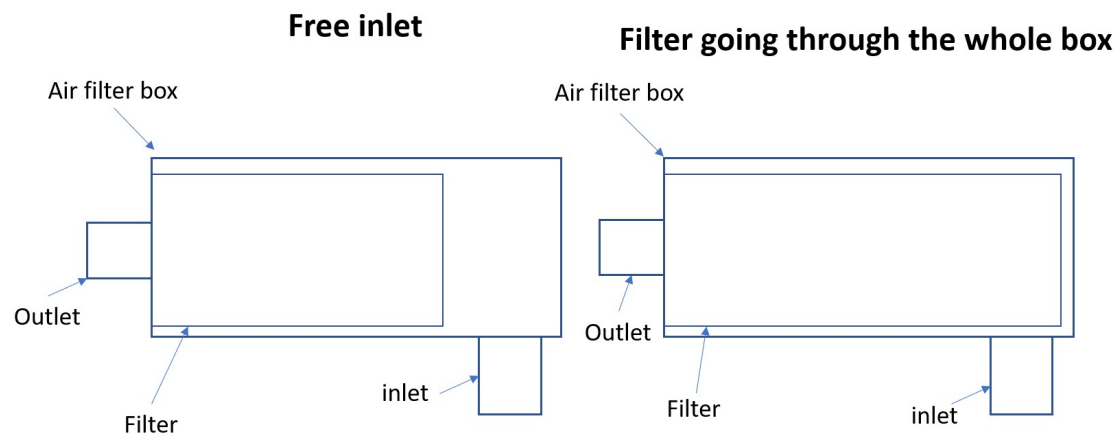 Free inlet
Filter going through the whole box
Air filter box
Air filter box
Outlet
Outlet
inlet
inlet
Filter
Filter